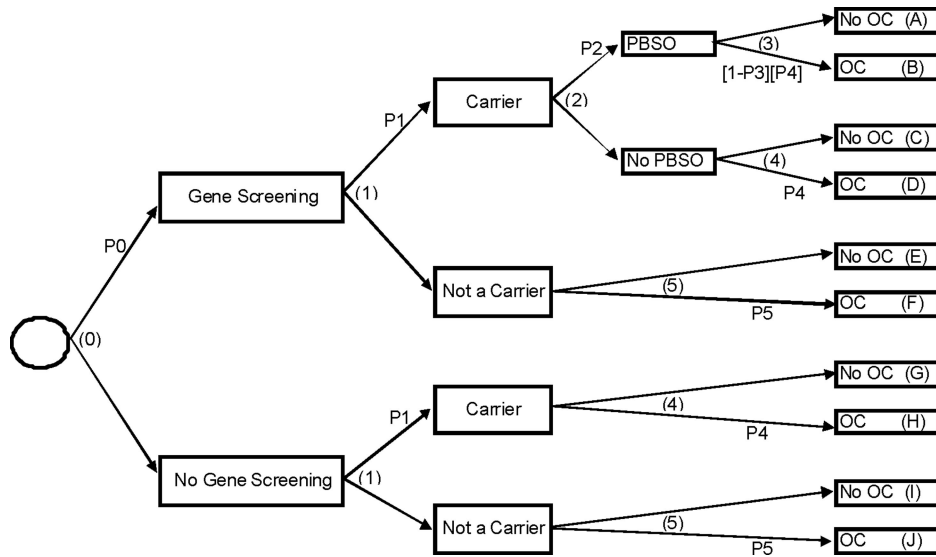 No OC (A)
P2
PBSO
(3)
[1-P3][P4]
OC (B)
Carrier
(2)
P1
No OC (C)
No PBSO
(4)
P4
OC (D)
Gene Screening
(1)
P0
No OC (E)
Not a Carrier
(5)
P5
OC (F)
(0)
No OC (G)
P1
Carrier
(4)
P4
OC (H)
No Gene Screening
(1)
No OC (I)
Not a Carrier
(5)
P5
OC (J)